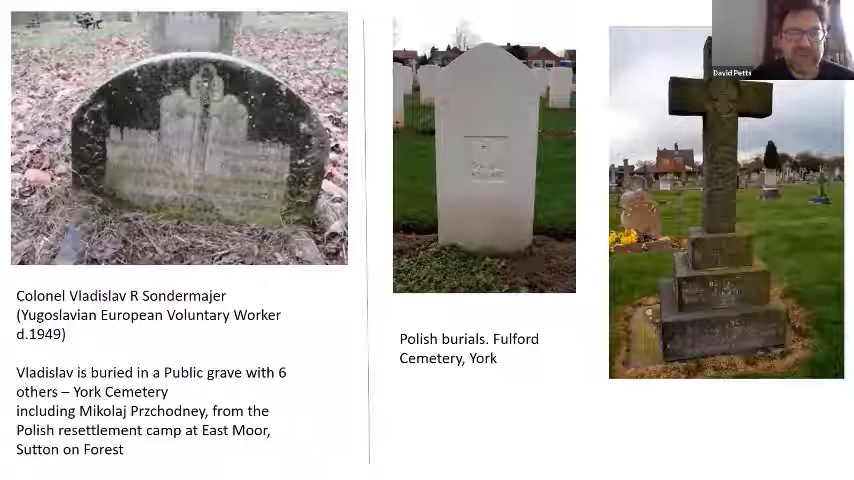 David Petts
Colonel Vladislav R Sondermajer
(Yugoslavian European Voluntary Worker
d.1949)
Vladislav is buried in a Public grave with 6
others – York Cemetery
including Mikolaj Przchodney, from the
Polish resettlement camp at East Moor,
Sutton on Forest
Polish burials. Fulford
Cemetery, York